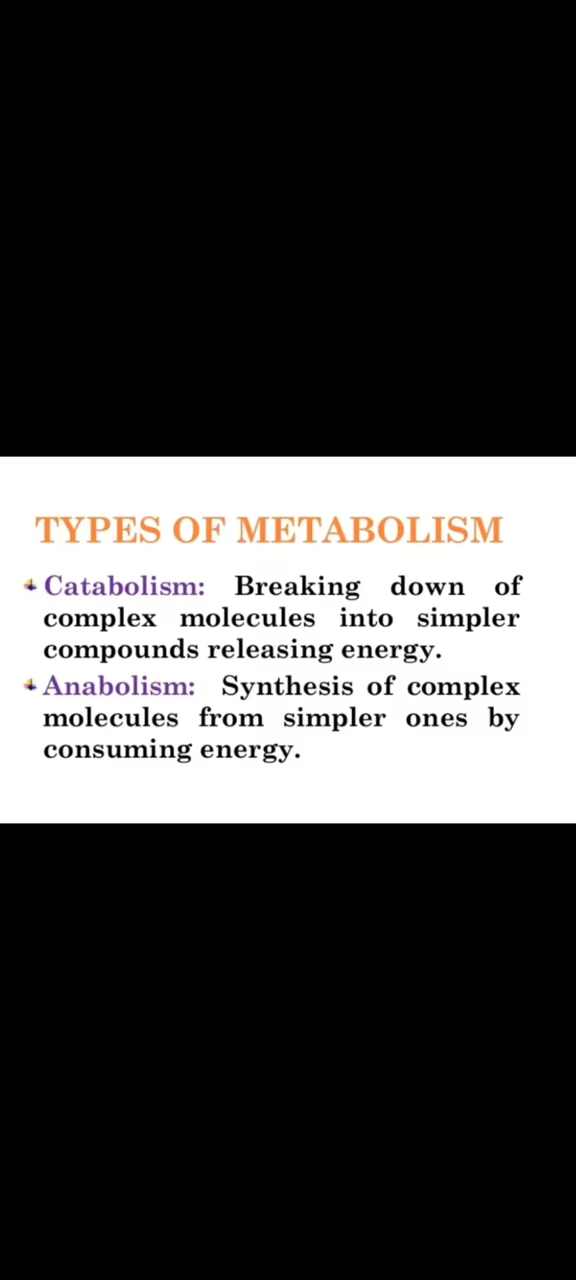 TYPES OF METABOLISM
Catabolism: Breaking down of
complex molecules into simpler
compounds releasing energy.
Anabolism: Synthesis of complex
molecules from simpler ones by
consuming energy.